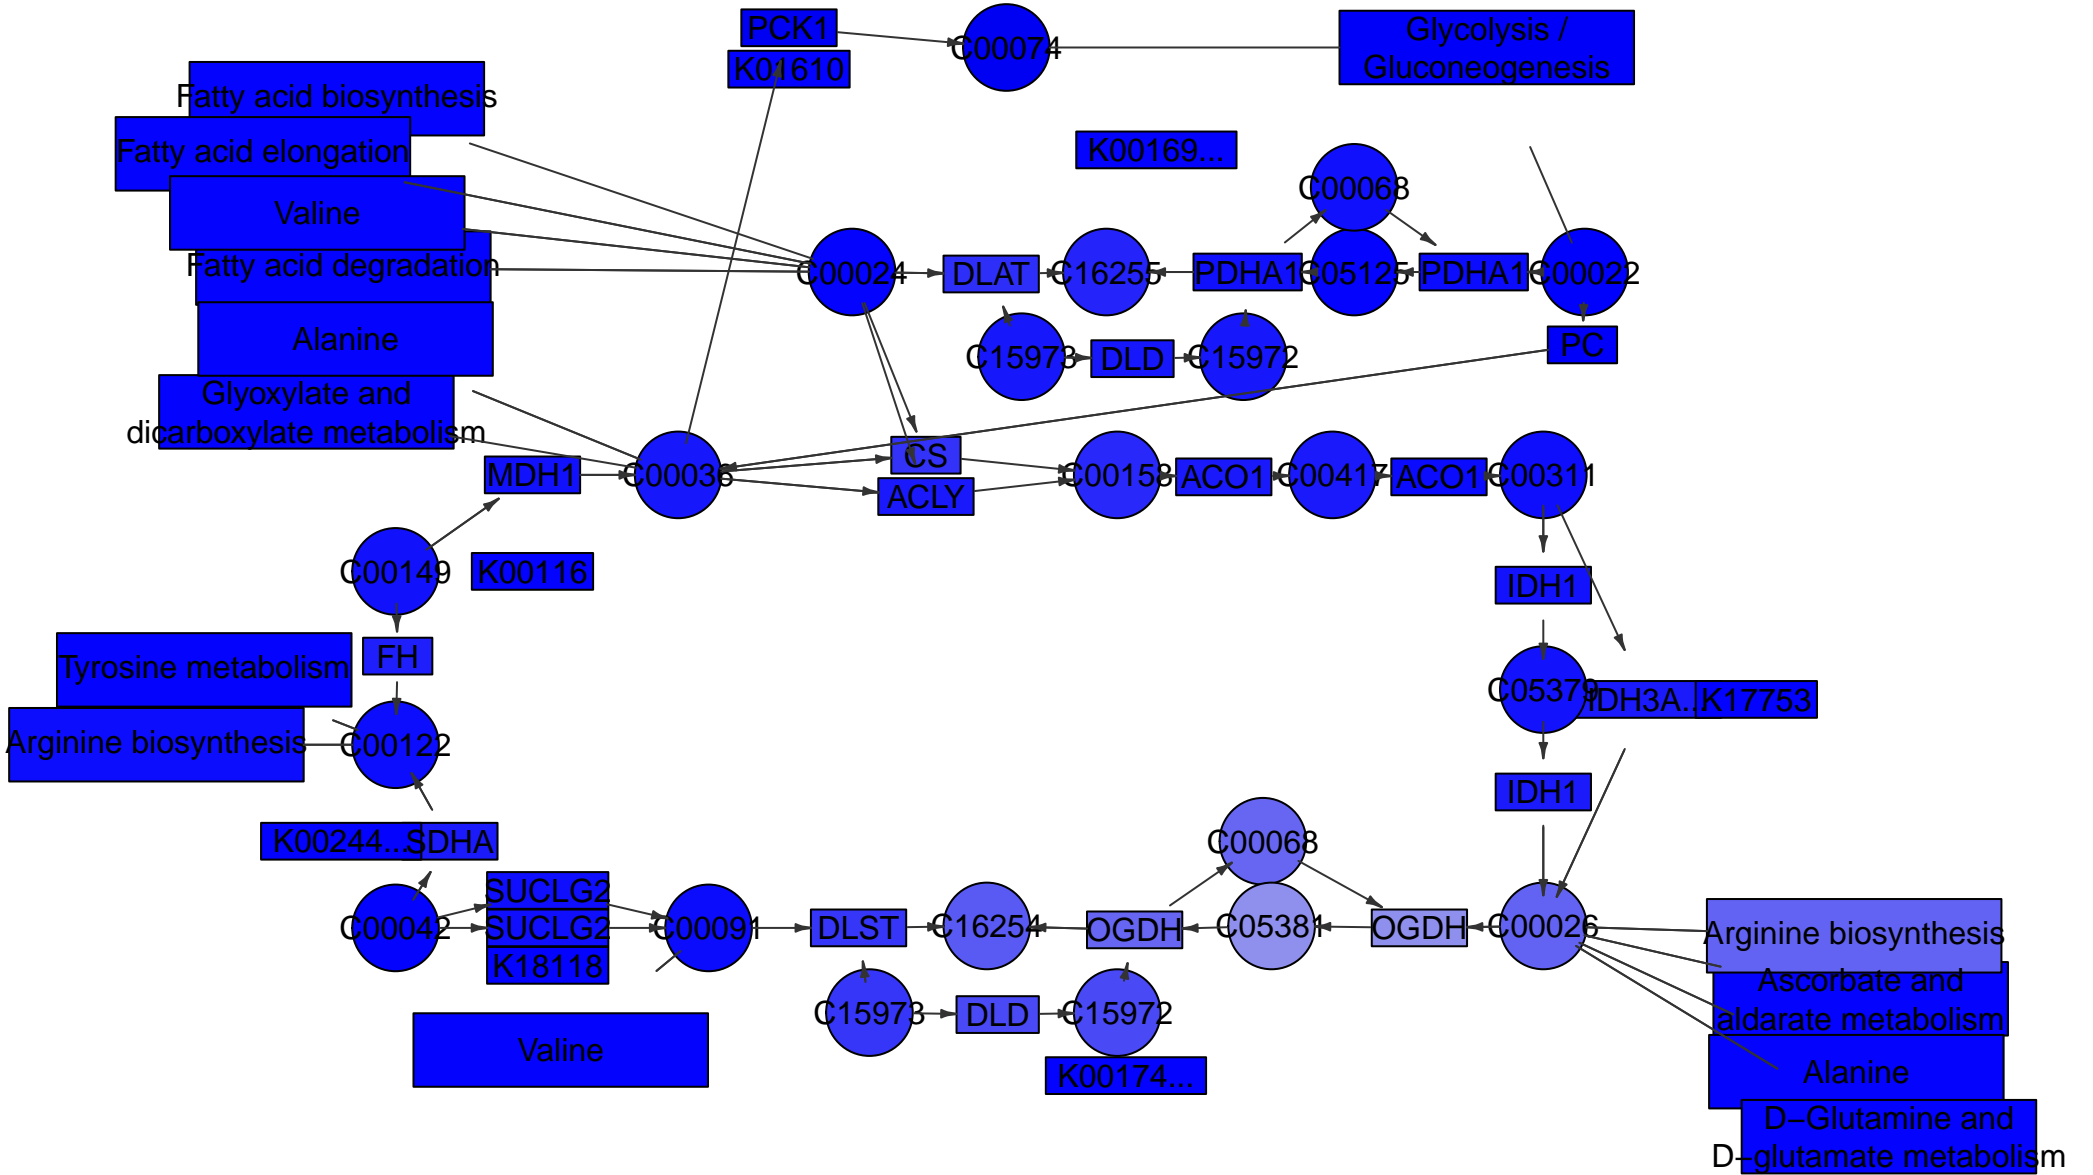 PCK1
C00074
Glycolysis /
Gluconeogenesis
K01610
Fatty acid biosynthesis
Fatty acid elongation
K00169...
C00068
Valine
Fatty acid degradation
C00024
DLAT
C16255
PDHA1
C05125
PDHA1
C00022
Alanine
C15973
DLD
C15972
PC
Glyoxylate and
dicarboxylate metabolism
CS
MDH1
C00036
ACLY
C00158
ACO1
C00417
ACO1
C00311
C00149
K00116
IDH1
FH
Tyrosine metabolism
C05379
IDH3A...
K17753
Arginine biosynthesis
C00122
IDH1
K00244...
SDHA
C00068
SUCLG2
C00042
SUCLG2
C00091
DLST
C16254
OGDH
C05381
OGDH
C00026
Arginine biosynthesis
K18118
Ascorbate and
aldarate metabolism
C15973
DLD
C15972
Valine
K00174...
Alanine
D−Glutamine and
D−glutamate metabolism